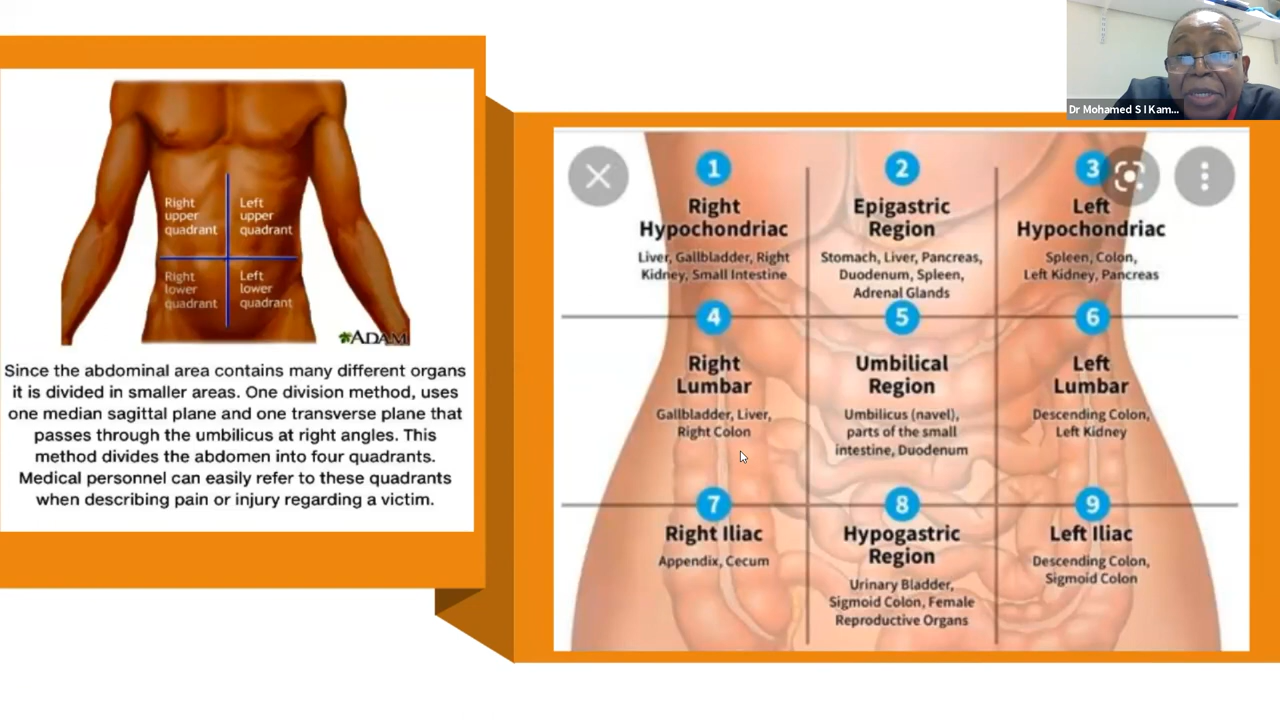 Dr Mohamed S I Kam...
Right
upper
quadrant
Left
upper
quadrant
Right
lower
quadrant
Left
lower
quadrant
ADAM
Since the abdominal area contains many different organs
it is divided in smaller areas. One division method, uses
one median sagittal plane and one transverse plane that
passes through the umbilicus at right angles. This
method divides the abdomen into four quadrants.
Medical personnel can easily refer to these quadrants
when describing pain or injury regarding a victim.
1
Right
Hypochondriac
Liver, Gallbladder, Right
Kidney, Small Intestine
2
Epigastric
Region
Stomach, Liver, Pancreas,
Duodenum, Spleen,
Adrenal Glands
3
Left
Hypochondriac
Spleen, Colon,
Left Kidney, Pancreas
4
Right
Lumbar
Gallbladder, Liver,
Right Colon
5
Umbilical
Region
Umbilicus (navel),
parts of the small
intestine, Duodenum
6
Left
Lumbar
Descending Colon,
Left Kidney
7
Right Iliac
Appendix, Cecum
8
Hypogastric
Region
Urinary Bladder,
Sigmoid Colon, Female
Reproductive Organs
9
Left Iliac
Descending Colon,
Sigmoid Colon